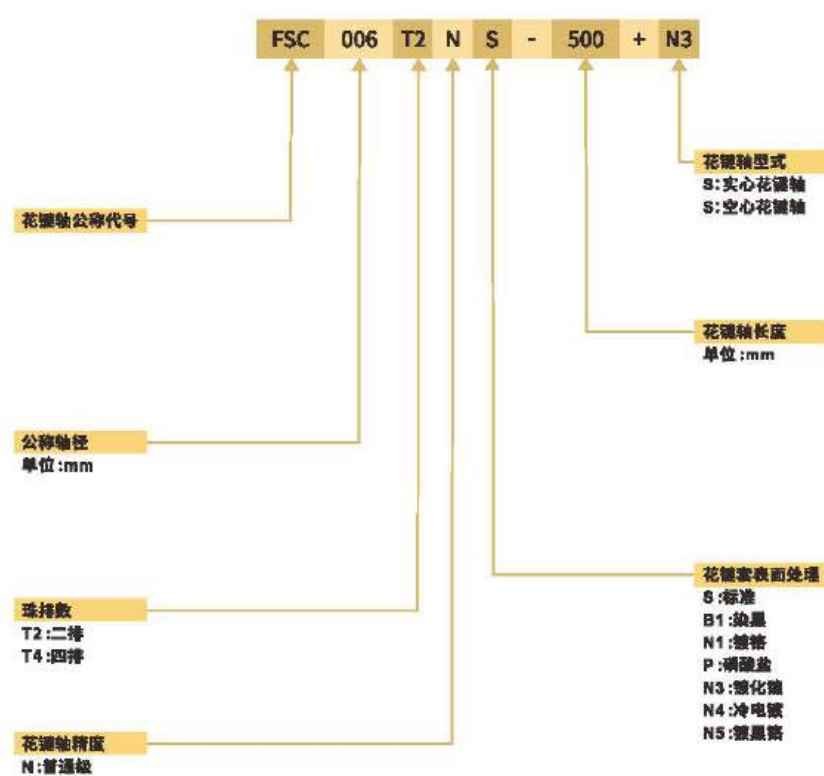 FSC 006 T2 N S - 500 + N3
花键轴型式
S:实心花键轴
S:空心花键轴
花键轴公称代号
花键轴长度
单位:mm
公称轴径
单位:mm
花键套表面处理
S:标准
B1:染黑
N1:镀铬
P:磷酸盐
N3:镀化镍
N4:冷电镀
N5:镀黑铬
珠排数
T2:二排
T4:四排
花键轴精度
N:普通级